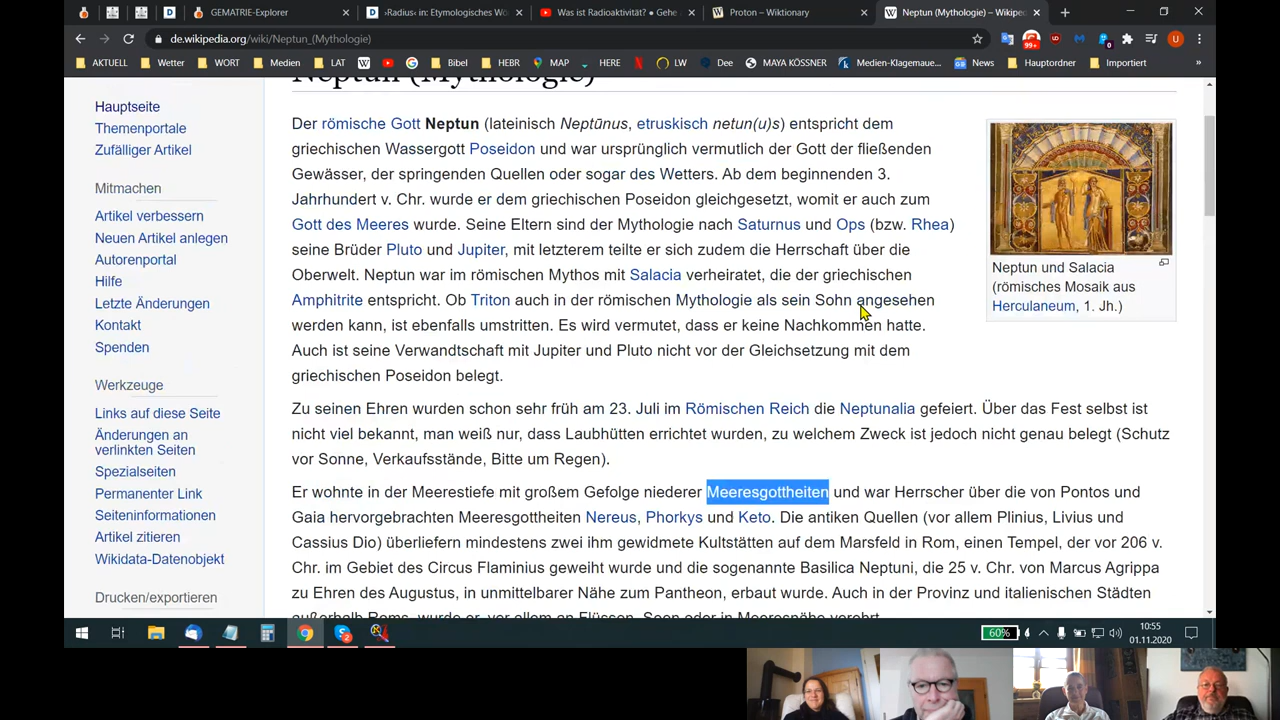 GEMATRIE-Explorer
›Radius‹ in: Etymologisches Wö
Was ist Radioaktivität? ● Gehe
Proton – Wiktionary
Neptun (Mythologie) – Wikipe
de.wikipedia.org/wiki/Neptun_(Mythologie)
99+
0
U
AKTUELL
Wetter
WORT
Medien
LAT
Bibel
HEBR
MAP
HERE
LW
Dee
MAYA KÖSSNER
Medien-Klagemaue...
News
Hauptordner
Importiert
»
Neptun (Mythologie)
Hauptseite
Themenportale
Zufälliger Artikel
Mitmachen
Artikel verbessern
Neuen Artikel anlegen
Autorenportal
Hilfe
Letzte Änderungen
Kontakt
Spenden
Werkzeuge
Links auf diese Seite
Änderungen an
verlinkten Seiten
Spezialseiten
Permanenter Link
Seiteninformationen
Artikel zitieren
Wikidata-Datenobjekt
Drucken/exportieren
Der römische Gott Neptun (lateinisch Neptūnus, etruskisch netun(u)s) entspricht dem
griechischen Wassergott Poseidon und war ursprünglich vermutlich der Gott der fließenden
Gewässer, der springenden Quellen oder sogar des Wetters. Ab dem beginnenden 3.
Jahrhundert v. Chr. wurde er dem griechischen Poseidon gleichgesetzt, womit er auch zum
Gott des Meeres wurde. Seine Eltern sind der Mythologie nach Saturnus und Ops (bzw. Rhea)
seine Brüder Pluto und Jupiter, mit letzterem teilte er sich zudem die Herrschaft über die
Oberwelt. Neptun war im römischen Mythos mit Salacia verheiratet, die der griechischen
Amphitrite entspricht. Ob Triton auch in der römischen Mythologie als sein Sohn angesehen
werden kann, ist ebenfalls umstritten. Es wird vermutet, dass er keine Nachkommen hatte.
Auch ist seine Verwandtschaft mit Jupiter und Pluto nicht vor der Gleichsetzung mit dem
griechischen Poseidon belegt.
Neptun und Salacia
(römisches Mosaik aus
Herculaneum, 1. Jh.)
Zu seinen Ehren wurden schon sehr früh am 23. Juli im Römischen Reich die Neptunalia gefeiert. Über das Fest selbst ist
nicht viel bekannt, man weiß nur, dass Laubhütten errichtet wurden, zu welchem Zweck ist jedoch nicht genau belegt (Schutz
vor Sonne, Verkaufsstände, Bitte um Regen).
Er wohnte in der Meerestiefe mit großem Gefolge niederer Meeresgottheiten und war Herrscher über die von Pontos und
Gaia hervorgebrachten Meeresgottheiten Nereus, Phorkys und Keto. Die antiken Quellen (vor allem Plinius, Livius und
Cassius Dio) überliefern mindestens zwei ihm gewidmete Kultstätten auf dem Marsfeld in Rom, einen Tempel, der vor 206 v.
Chr. im Gebiet des Circus Flaminius geweiht wurde und die sogenannte Basilica Neptuni, die 25 v. Chr. von Marcus Agrippa
zu Ehren des Augustus, in unmittelbarer Nähe zum Pantheon, erbaut wurde. Auch in der Provinz und italienischen Städten
außerhalb Roms, wurde er, vor allem an Flüssen, Seen oder in Meeresnähe verehrt.
60%
10:55
01.11.2020